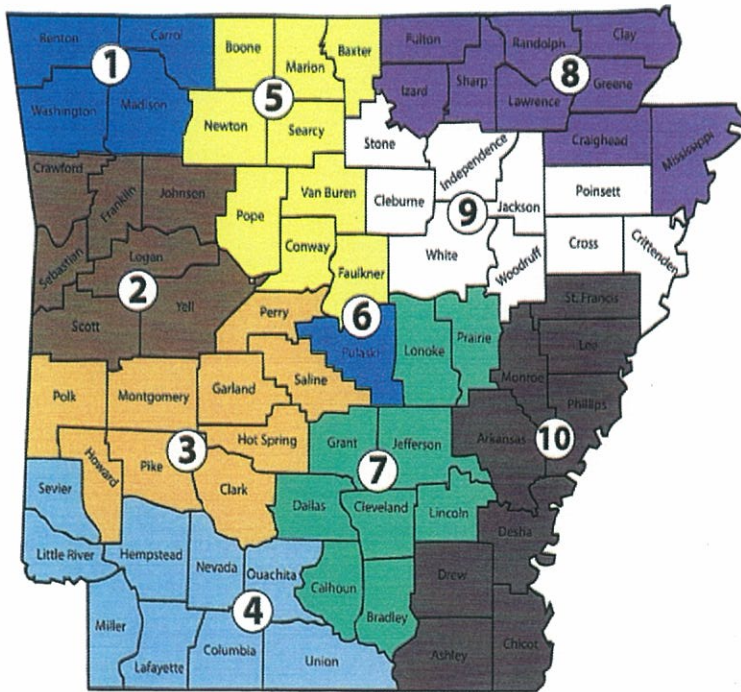 Benton
Carrol
Boone
Marion
Baxter
Fulton
Randolph
Clay
1
5
8
Washington
Madison
Newton
Searcy
Izard
Sharp
Lawrence
Greene
Stone
Independence
Craighead
Mississippi
Crawford
Franklin
Johnson
Pope
Van Buren
Cleburne
9
Jackson
Poinsett
Sebastian
Logan
Conway
Faulkner
White
Woodruff
Cross
Crittenden
2
Scott
Yell
Perry
6
Pulaski
Lonoke
Prairie
St. Francis
Lee
Monroe
Phillips
Polk
Montgomery
Garland
Saline
Hot Spring
Grant
Jefferson
Arkansas
10
3
7
Howard
Pike
Clark
Sevier
Dallas
Cleveland
Lincoln
Desha
Little River
Hempstead
Nevada
Ouachita
Calhoun
Bradley
Drew
4
Miller
Lafayette
Columbia
Union
Ashley
Chicot